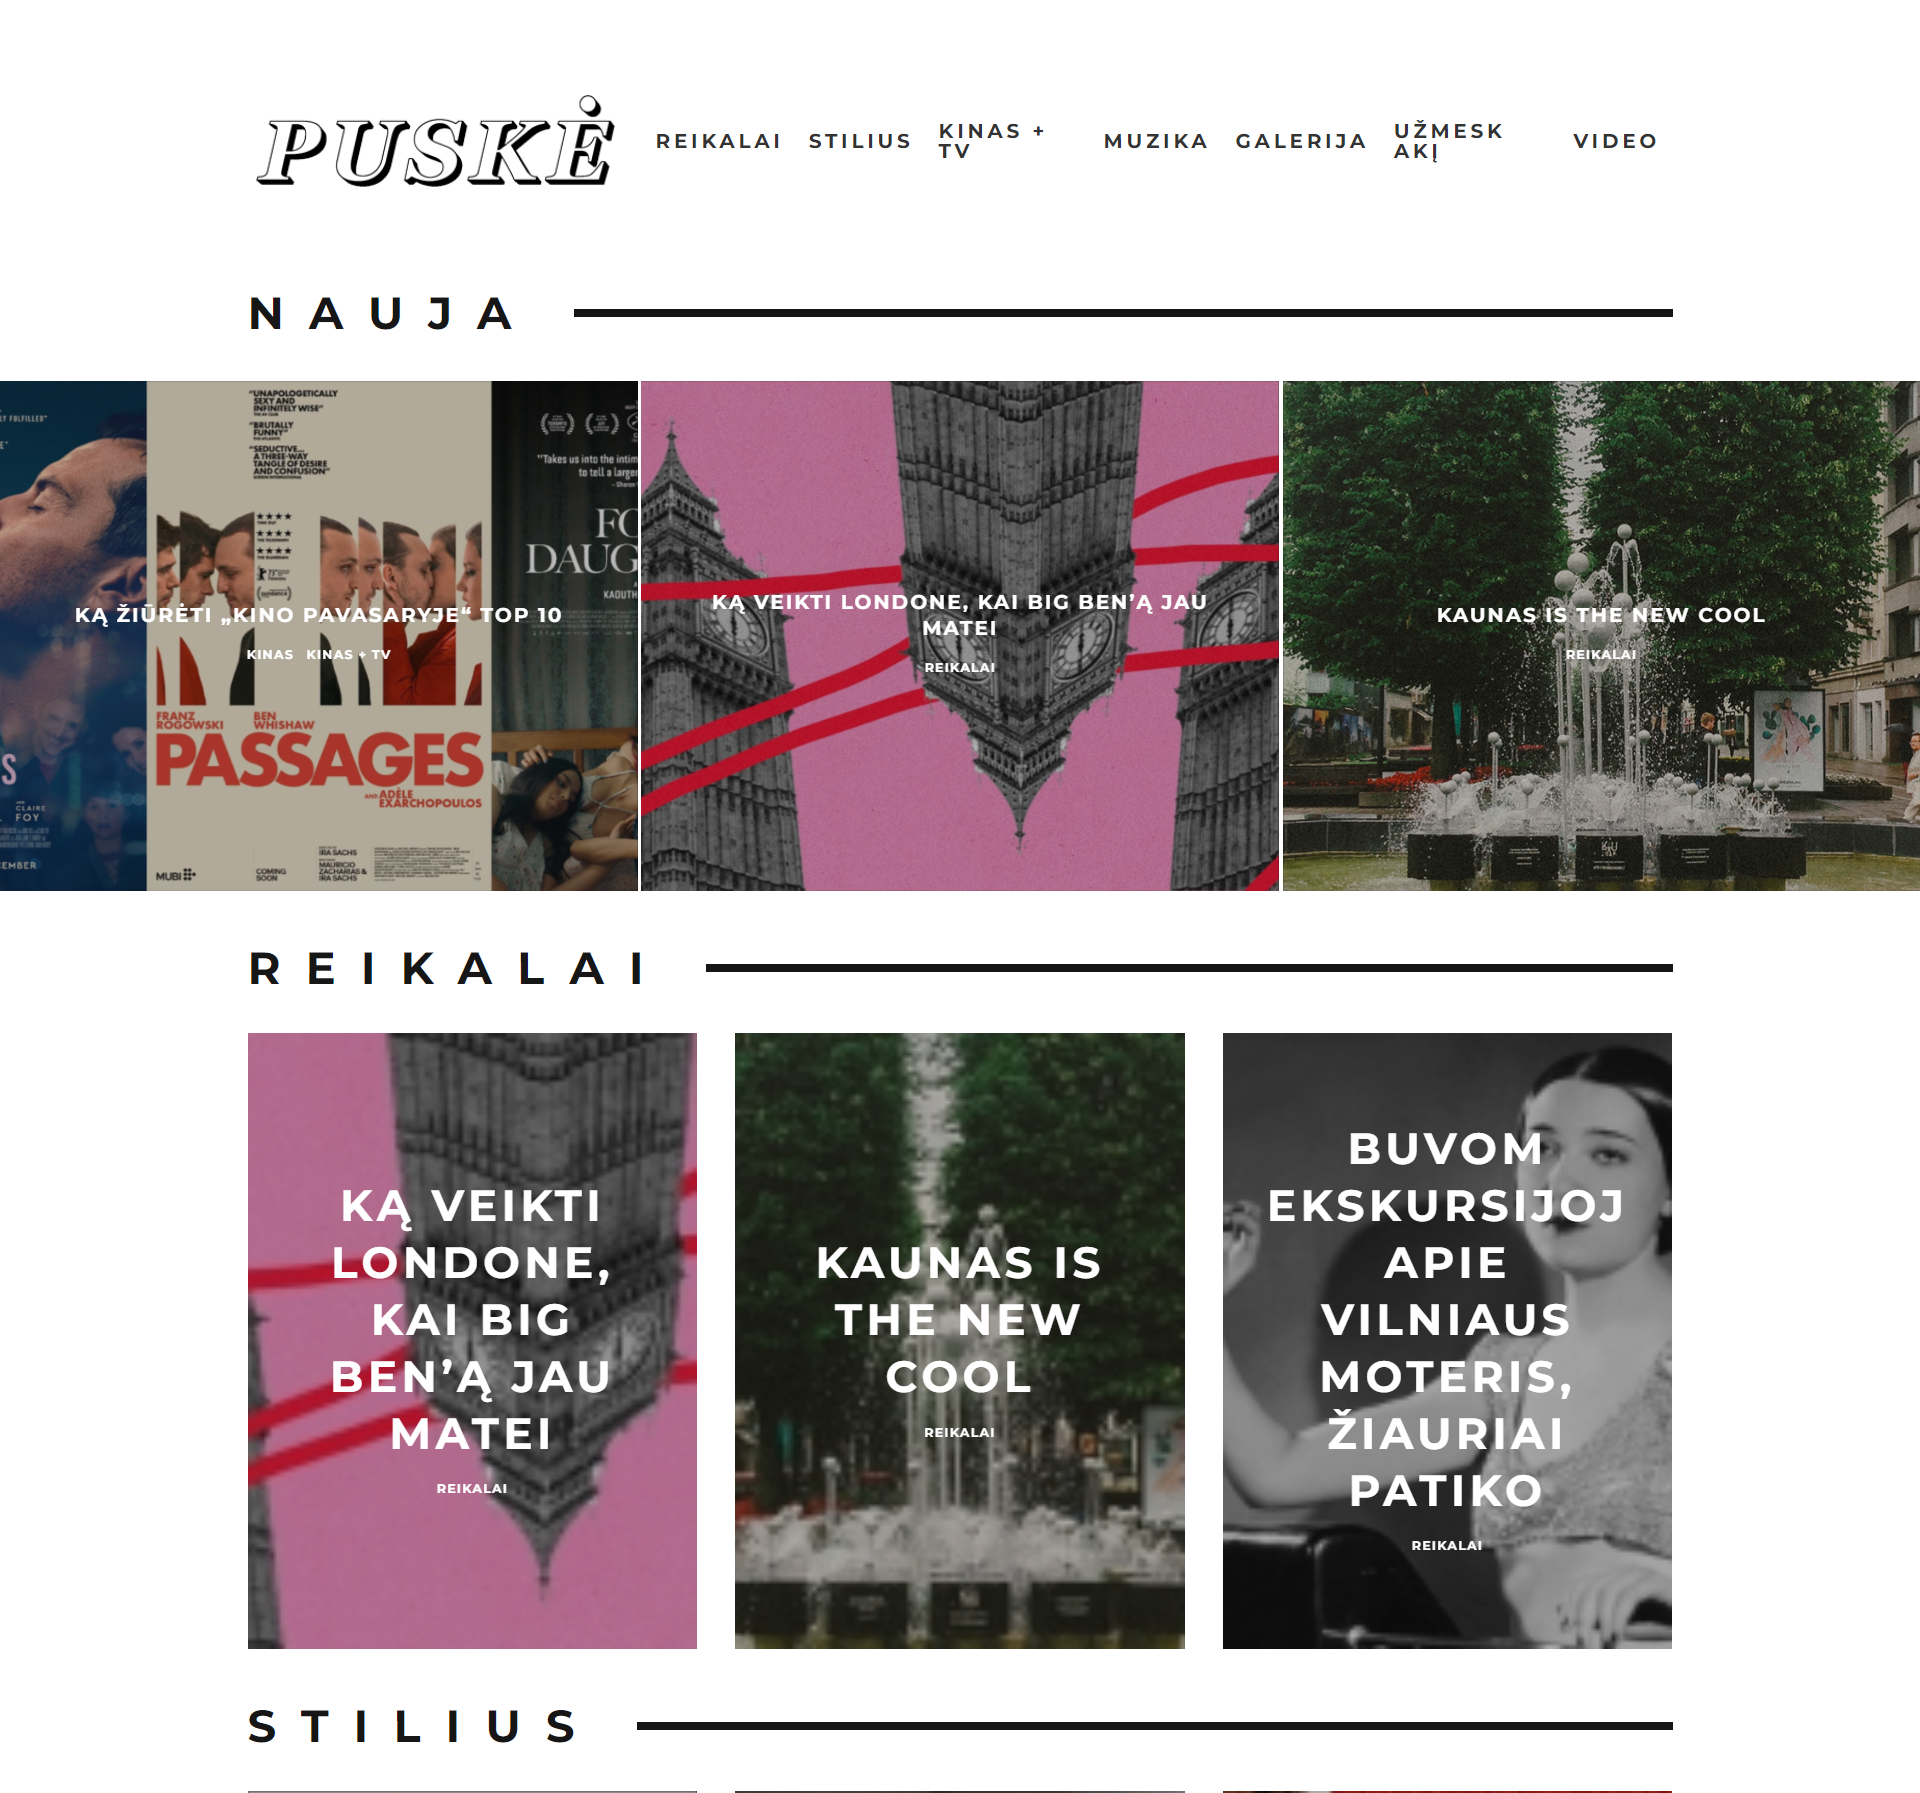 PUSKĖ
REIKALAI
STILIUS
KINAS +
TV
MUZIKA
GALERIJA
UŽMESK
AKĮ
VIDEO
NAUJA
LY FULFILLED"
"UNAPOLOGETICALLY
SEXY AND
INFINITELY WISE"
"BRUTALLY
FUNNY"
"SEDUCTIVE...
A THREE-WAY
TANGLE OF DESIRE
AND CONFUSION"
"Takes us into the intim
to tell a larger
FO
DAUG
KAOUTH
KĄ ŽIŪRĖTI „KINO PAVASARYJE“ TOP 10
KINAS KINAS + TV
FRANZ
ROGOWSKI
BEN
WHISHAW
PASSAGES
AND ADÈLE
EXARCHOPOULOS
S
CLAIRE
FOY
CEMBER
MUBI
COMING
SOON
IRA SACHS
MAURICIO
ZACHARIAS &
IRA SACHS
KĄ VEIKTI LONDONE, KAI BIG BEN’Ą JAU
MATEI
REIKALAI
KAUNAS IS THE NEW COOL
REIKALAI
REIKALAI
KĄ VEIKTI
LONDONE,
KAI BIG
BEN’Ą JAU
MATEI
REIKALAI
KAUNAS IS
THE NEW
COOL
REIKALAI
BUVOM
EKSKURSIJOJ
APIE
VILNIAUS
MOTERIS,
ŽIAURIAI
PATIKO
REIKALAI
STILIUS